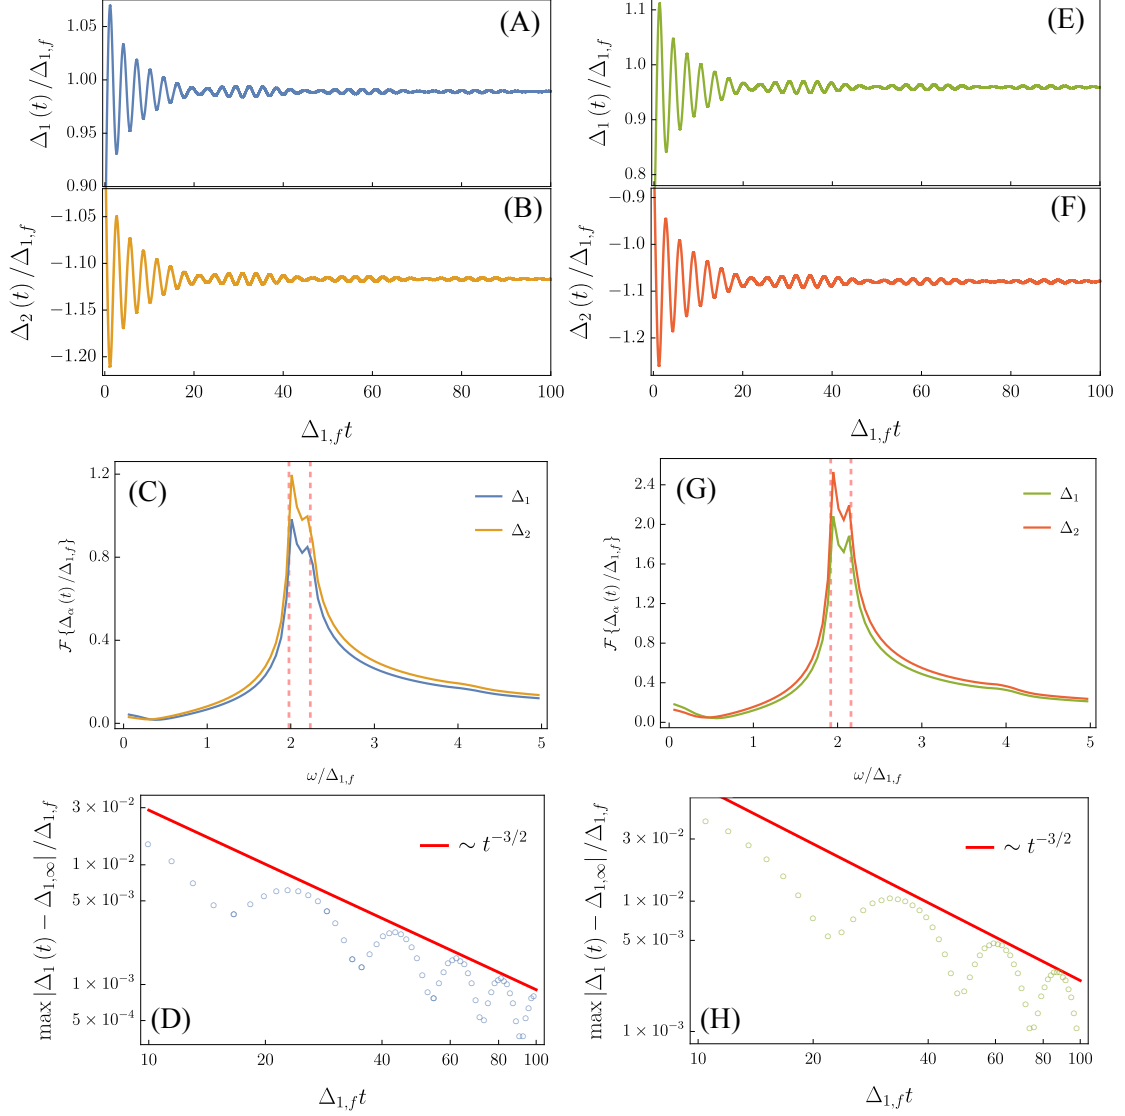 (A)
Δ₁(t)/Δ₁,f
1.05
1.00
0.95
0.90
(B)
Δ₂(t)/Δ₁,f
−1.05
−1.10
−1.15
−1.20
0 20 40 60 80 100
Δ₁,f t
(E)
Δ₁(t)/Δ₁,f
1.1
1.0
0.9
0.8
(F)
Δ₂(t)/Δ₁,f
−0.9
−1.0
−1.1
−1.2
0 20 40 60 80 100
Δ₁,f t
(C)
ℱ{Δ_α(t)/Δ₁,f}
1.2
0.8
0.4
0.0
Δ₁
Δ₂
0 1 2 3 4 5
ω/Δ₁,f
(G)
ℱ{Δ_α(t)/Δ₁,f}
2.4
2.0
1.6
1.2
0.8
0.4
0.0
Δ₁
Δ₂
0 1 2 3 4 5
ω/Δ₁,f
(D)
max |Δ₁(t) − Δ₁,∞| /Δ₁,f
3 × 10⁻²
1 × 10⁻²
5 × 10⁻³
1 × 10⁻³
5 × 10⁻⁴
∼ t^−3/2
10 20 40 60 80 100
Δ₁,f t
(H)
max |Δ₁(t) − Δ₁,∞| /Δ₁,f
3 × 10⁻²
1 × 10⁻²
5 × 10⁻³
1 × 10⁻³
∼ t^−3/2
10 20 40 60 80 100
Δ₁,f t